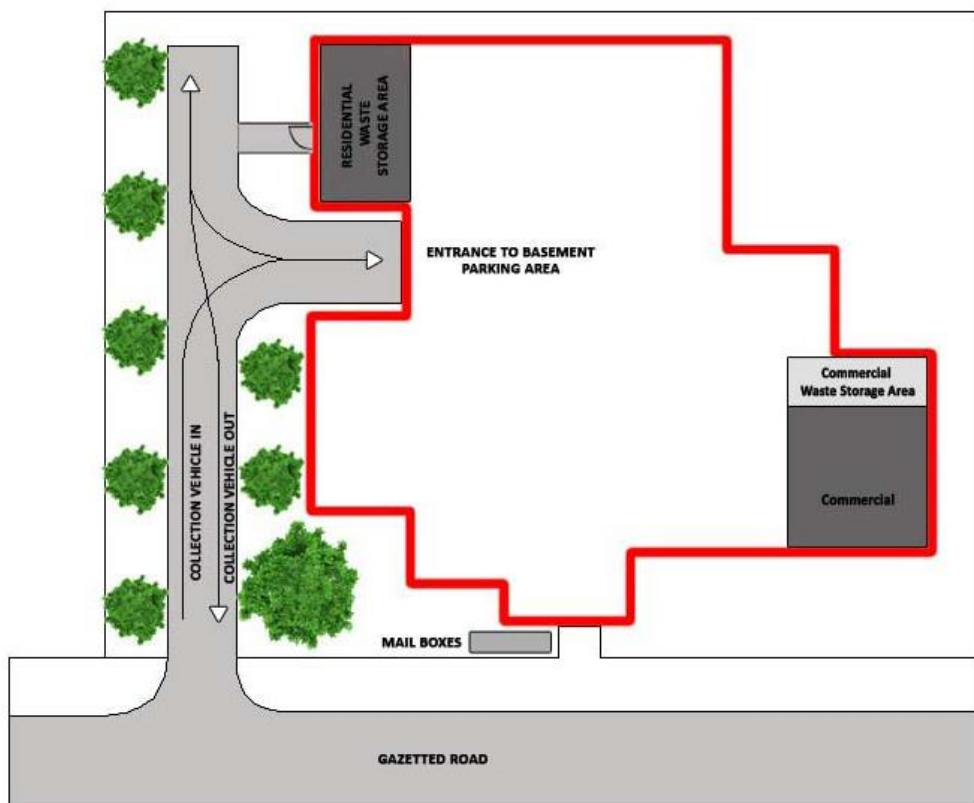 RESIDENTIAL
WASTE
STORAGE AREA
ENTRANCE TO BASEMENT
PARKING AREA
Commercial
Waste Storage Area
Commercial
COLLECTION VEHICLE IN
COLLECTION VEHICLE OUT
MAIL BOXES
GAZETTED ROAD